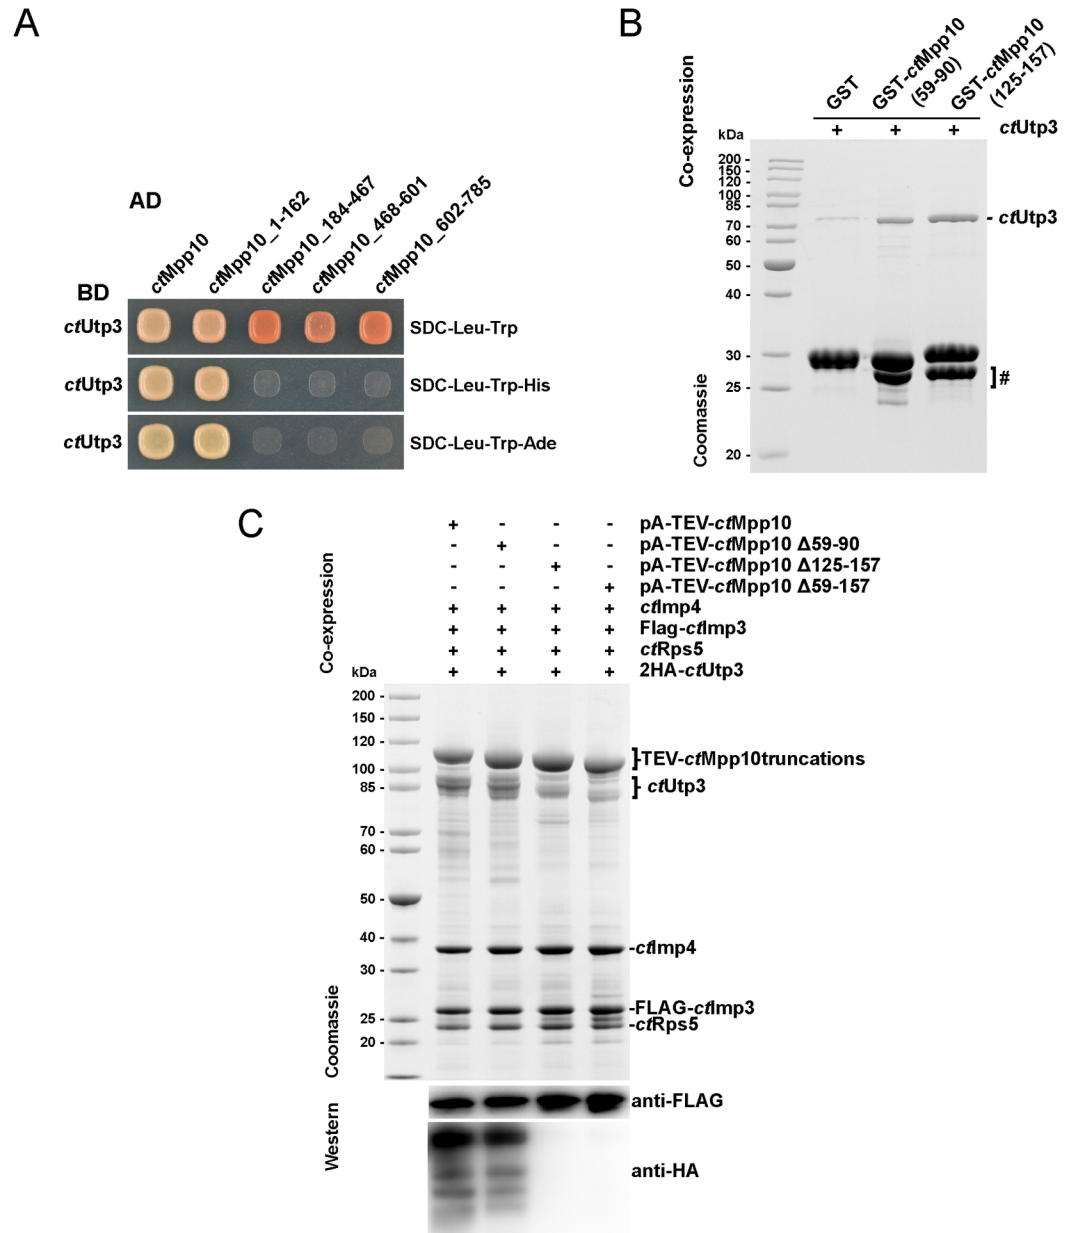 A
AD
ctMpp10
ctMpp10_1-162
ctMpp10_184-467
ctMpp10_468-601
ctMpp10_602-785
BD
ctUtp3
SDC-Leu-Trp
ctUtp3
SDC-Leu-Trp-His
ctUtp3
SDC-Leu-Trp-Ade
B
Co-expression
GST
GST-ctMpp10
(59-90)
GST-ctMpp10
(125-157)
+ + + ctUtp3
kDa
200 -
150 -
120 -
100 -
85 -
70 -
60 -
50 -
40 -
30 -
25 -
20 -
- ctUtp3
#
Coomassie
C
Co-expression
+ - - - pA-TEV-ctMpp10
- + - - pA-TEV-ctMpp10 Δ59-90
- - + - pA-TEV-ctMpp10 Δ125-157
- - - + pA-TEV-ctMpp10 Δ59-157
+ + + + ctImp4
+ + + + Flag-ctImp3
+ + + + ctRps5
+ + + + 2HA-ctUtp3
kDa
200 -
150 -
120 -
100 -
85 -
70 -
60 -
50 -
40 -
30 -
25 -
20 -
-TEV-ctMpp10truncations
- ctUtp3
-ctImp4
-FLAG-ctImp3
-ctRps5
Coomassie
Western
anti-FLAG
anti-HA